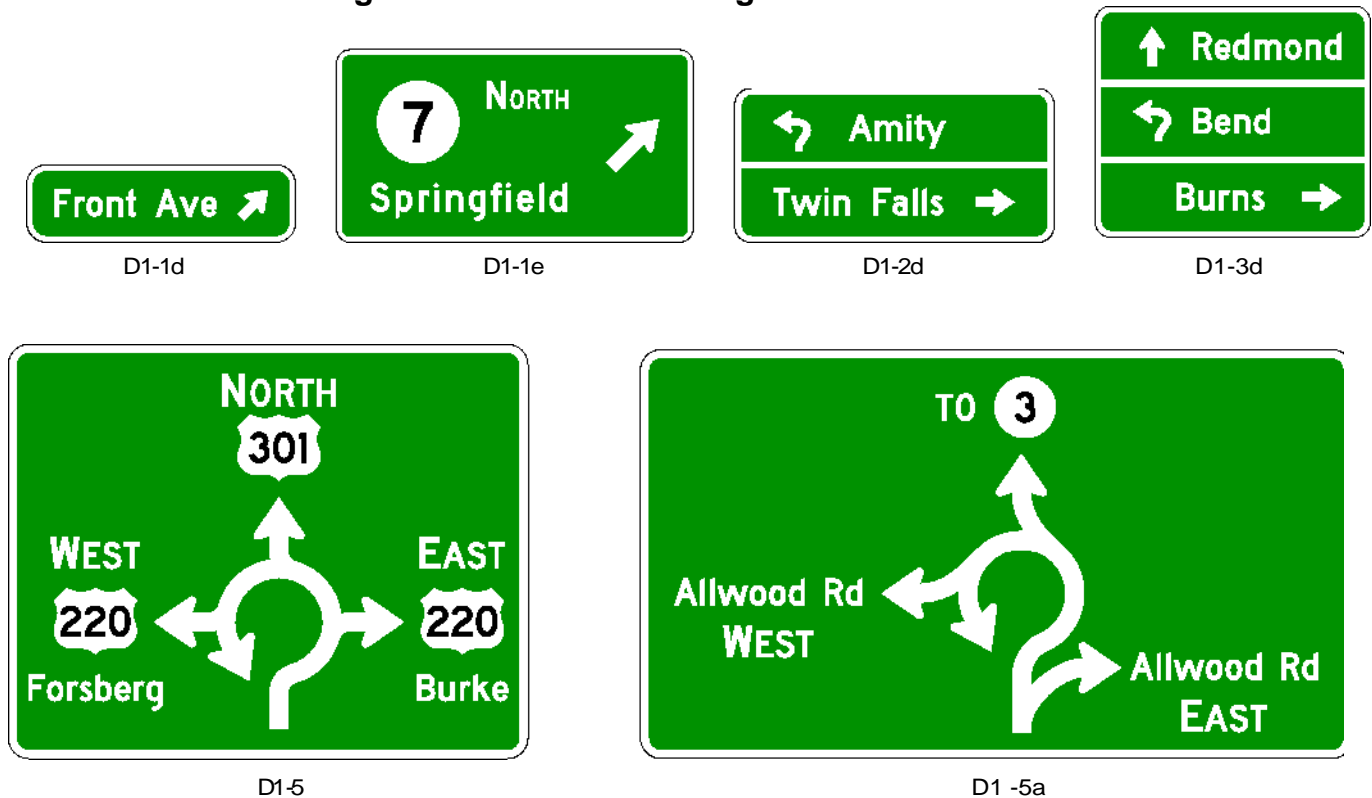 Front Ave
D1-1d
7 NORTH
Springfield
D1-1e
Amity
Twin Falls
D1-2d
Redmond
Bend
Burns
D1-3d
NORTH
301
WEST
220
Forsberg
EAST
220
Burke
D1-5
TO 3
Allwood Rd
WEST
Allwood Rd
EAST
D1 -5a